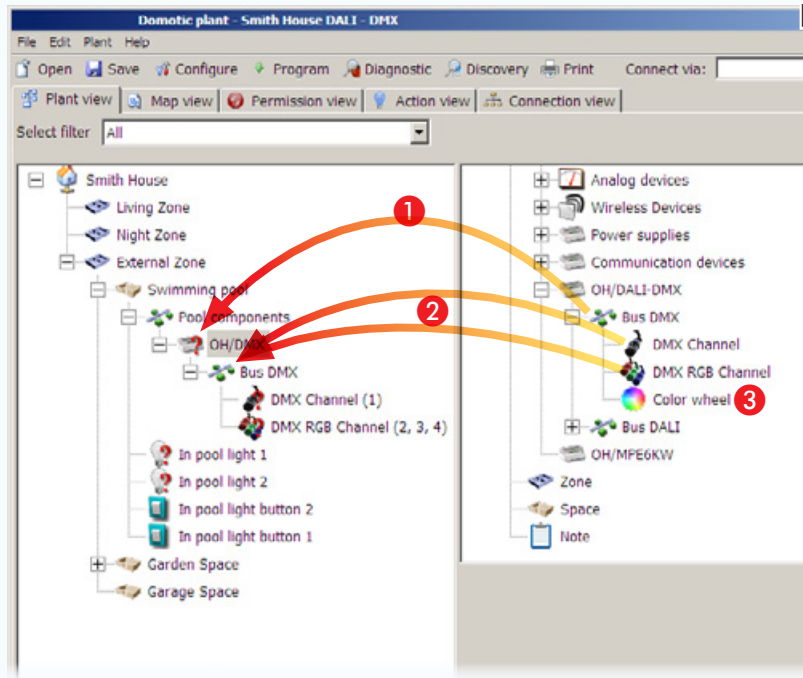 Domotic plant - Smith House DALI - DMX
File Edit Plant Help
Open Save Configure Program Diagnostic Discovery Print Connect via:
Plant view Map view Permission view Action view Connection view
Select filter All
Smith House
Living Zone
Night Zone
External Zone
Swimming pool
Pool components
OH/DMX
Bus DMX
DMX Channel (1)
DMX RGB Channel (2, 3, 4)
In pool light 1
In pool light 2
In pool light button 2
In pool light button 1
Garden Space
Garage Space
1
2
Analog devices
Wireless Devices
Power supplies
Communication devices
OH/DALI-DMX
Bus DMX
DMX Channel
DMX RGB Channel
Color wheel 3
Bus DALI
OH/MPE6KW
Zone
Space
Note